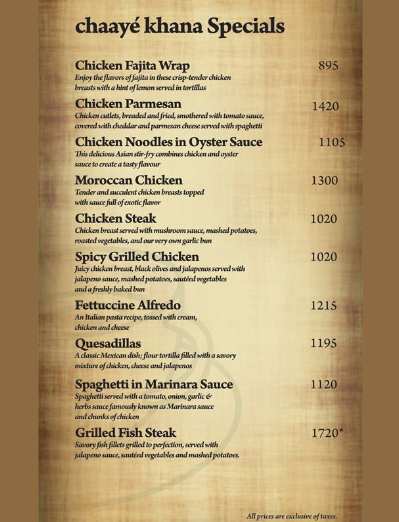 chaayé khana Specials
Chicken Fajita Wrap 895
Enjoy the flavors of fajita in these crisp-tender chicken
breasts with a hint of lemon served in tortillas
Chicken Parmesan 1420
Chicken cutlets, breaded and fried, smothered with tomato sauce,
covered with cheddar and parmesan cheese served with spaghetti
Chicken Noodles in Oyster Sauce 1105
This delicious Asian stir-fry combines chicken and oyster
sauce to create a tasty flavour
Moroccan Chicken 1300
Tender and succulent chicken breasts topped
with sauce full of exotic flavor
Chicken Steak 1020
Chicken breast served with mushroom sauce, mashed potatoes,
roasted vegetables, and our very own garlic bun
Spicy Grilled Chicken 1020
Juicy chicken breast, black olives and jalapenos served with
jalapeno sauce, mashed potatoes, sautéed vegetables
and a freshly baked bun
Fettuccine Alfredo 1215
An Italian pasta recipe, tossed with cream,
chicken and cheese
Quesadillas 1195
A classic Mexican dish; flour tortilla filled with a savory
mixture of chicken, cheese and jalapenos
Spaghetti in Marinara Sauce 1120
Spaghetti served with a tomato, onion, garlic &
herbs sauce famously known as Marinara sauce
and chunks of chicken
Grilled Fish Steak 1720*
Savory fish fillets grilled to perfection, served with
jalapeno sauce, sautéed vegetables and mashed potatoes.
All prices are exclusive of taxes.